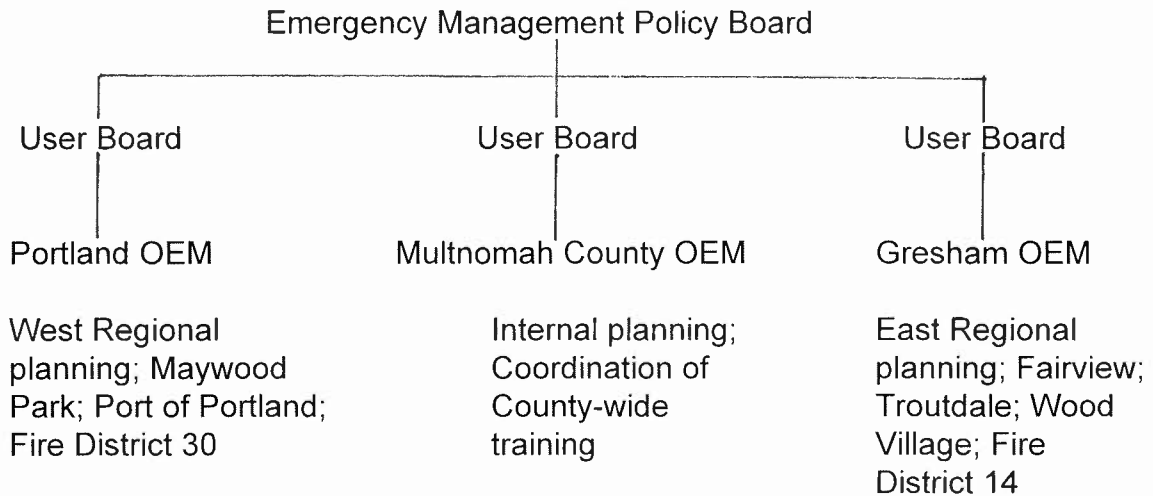 Emergency Management Policy Board
User Board
User Board
User Board
Portland OEM
Multnomah County OEM
Gresham OEM
West Regional
planning; Maywood
Park; Port of Portland;
Fire District 30
Internal planning;
Coordination of
County-wide
training
East Regional
planning; Fairview;
Troutdale; Wood
Village; Fire
District 14